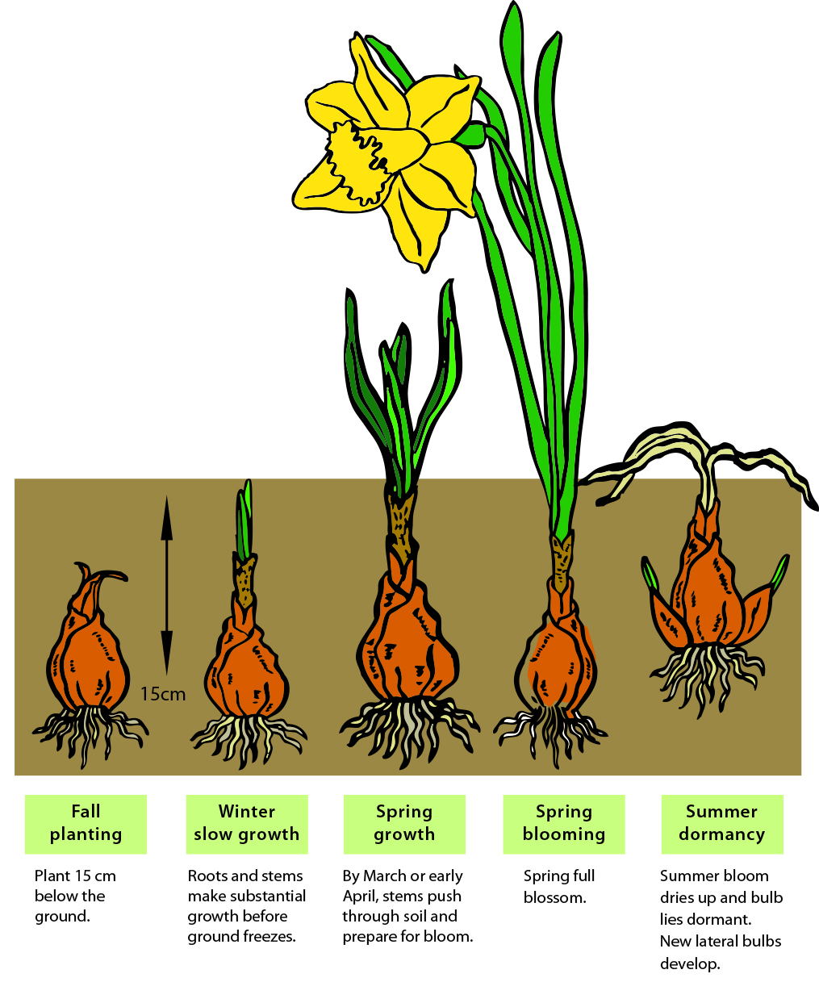 15cm
Fall
planting
Plant 15 cm
below the
ground.
Winter
slow growth
Roots and stems
make substantial
growth before
ground freezes.
Spring
growth
By March or early
April, stems push
through soil and
prepare for bloom.
Spring
blooming
Spring full
blossom.
Summer
dormancy
Summer bloom
dries up and bulb
lies dormant.
New lateral bulbs
develop.